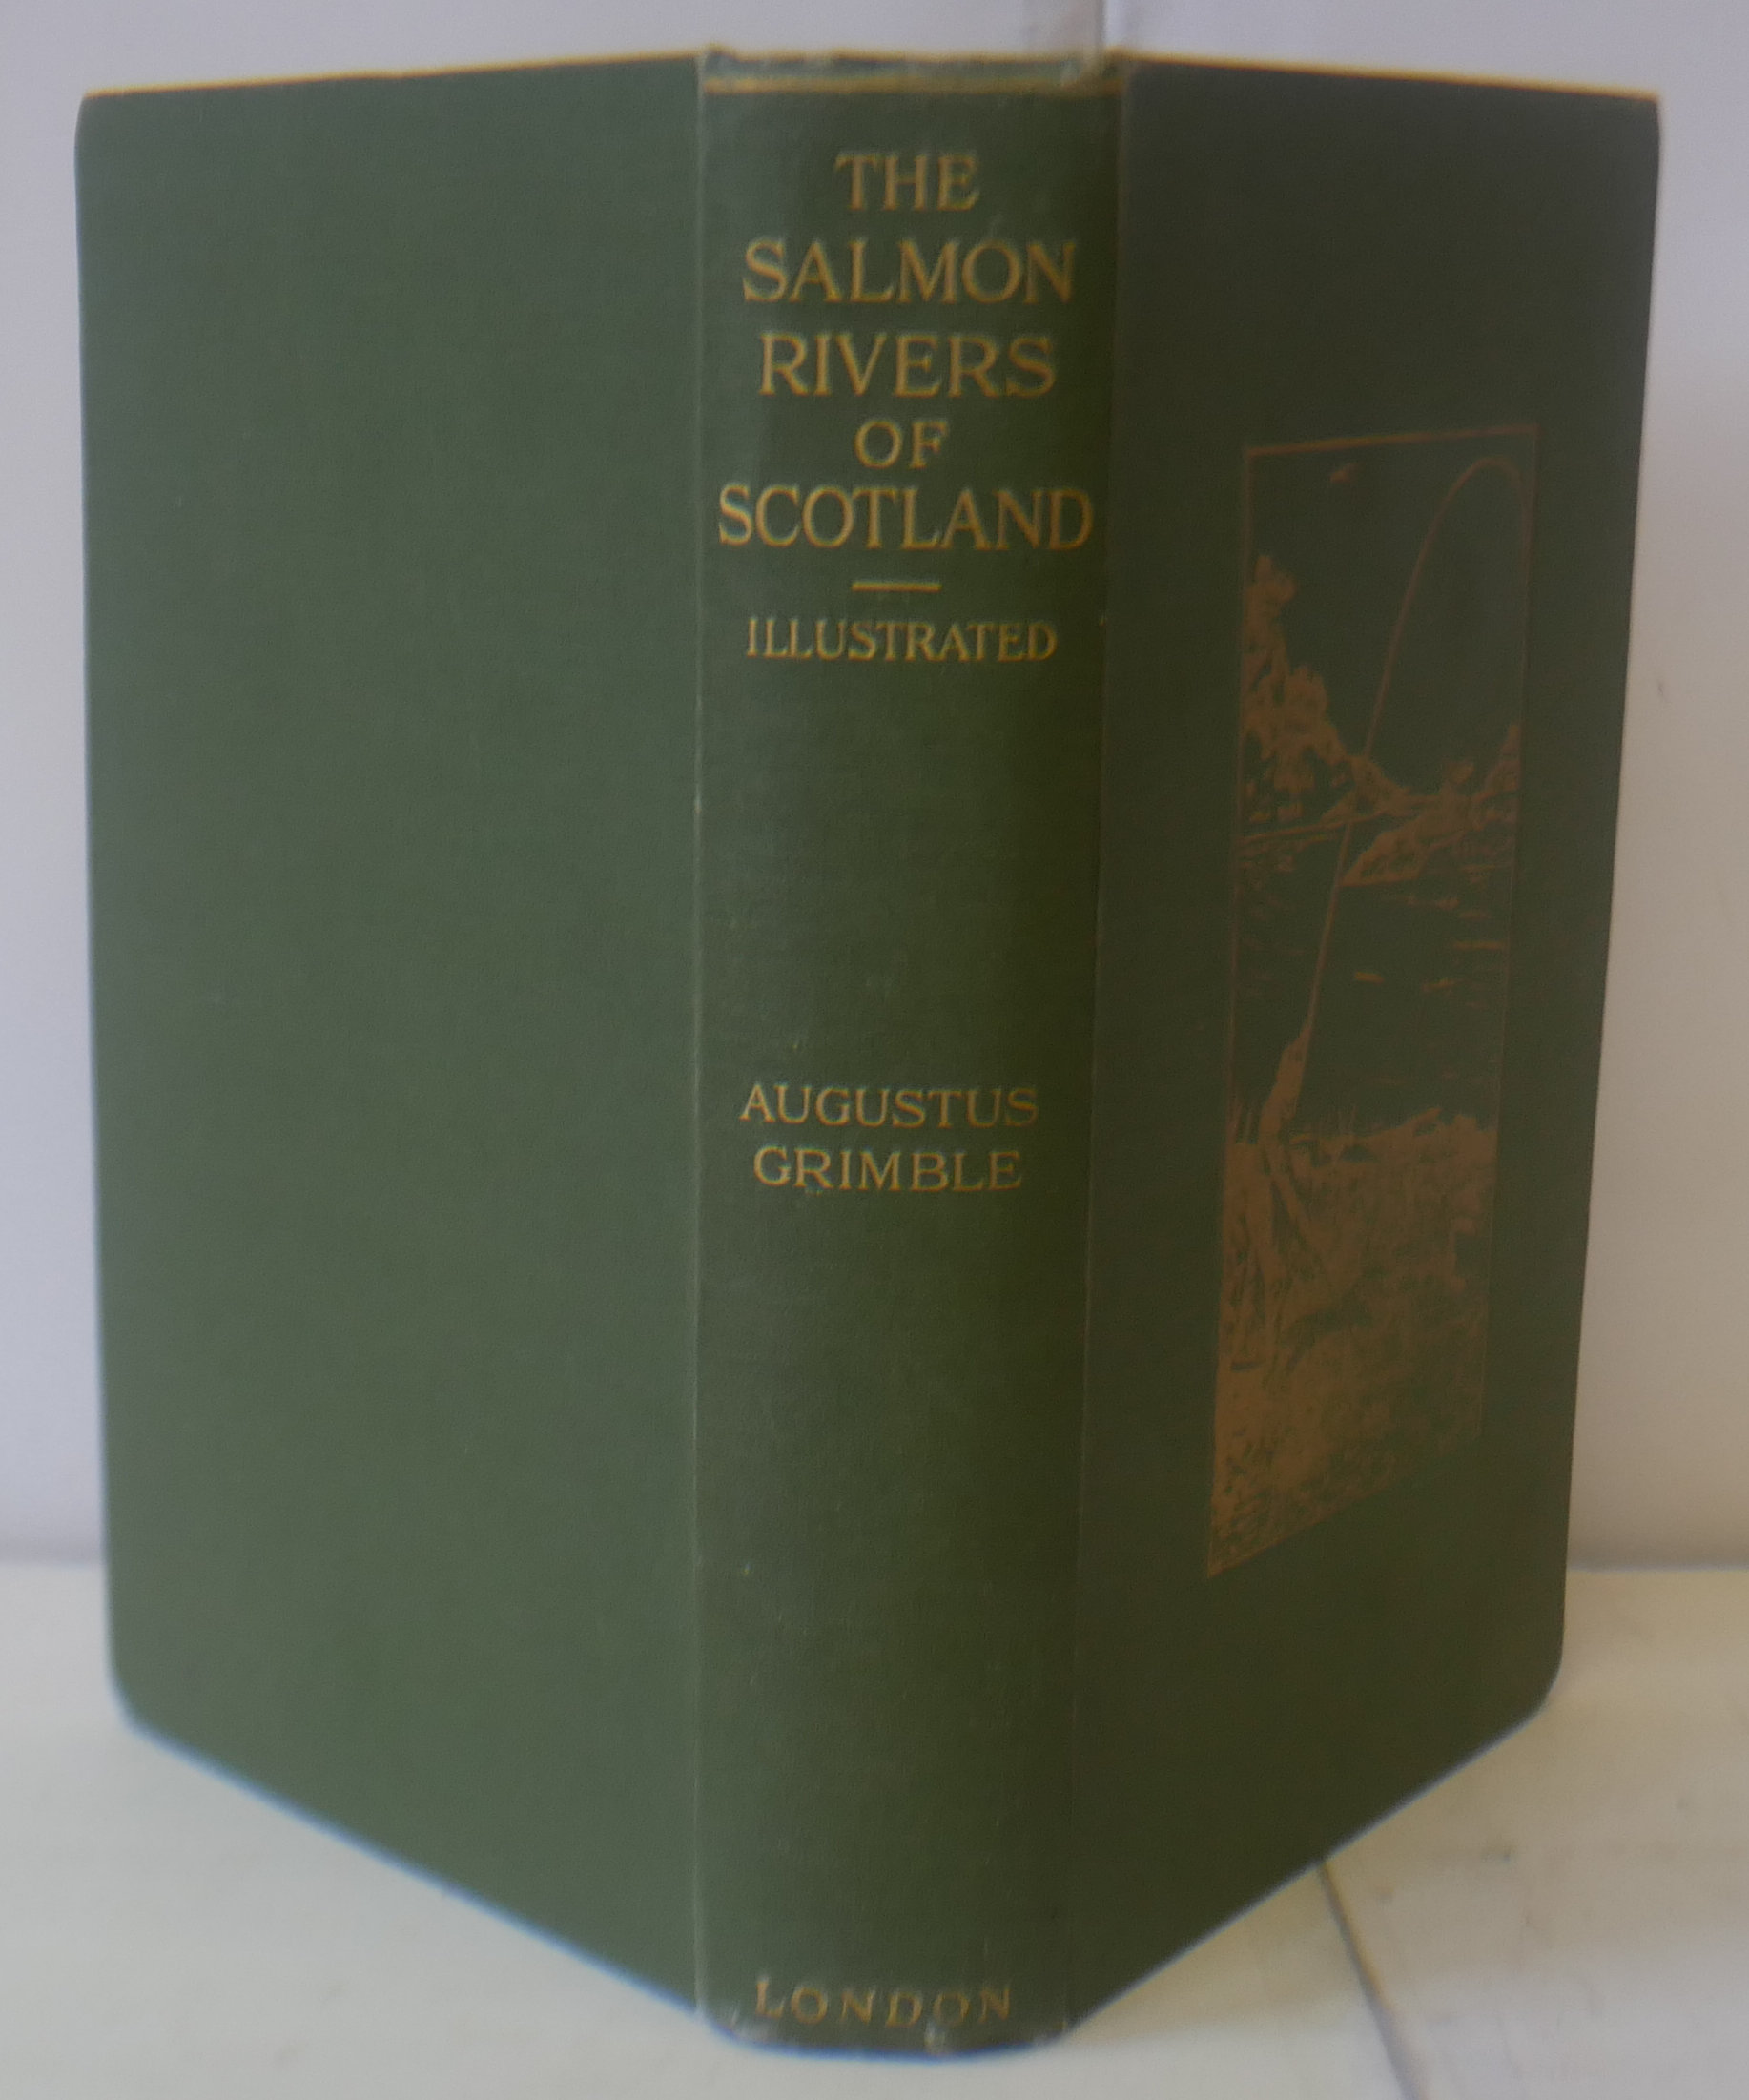 THE
SALMON
RIVERS
OF
SCOTLAND
ILLUSTRATED
AUGUSTUS
GRIMBLE
LONDON